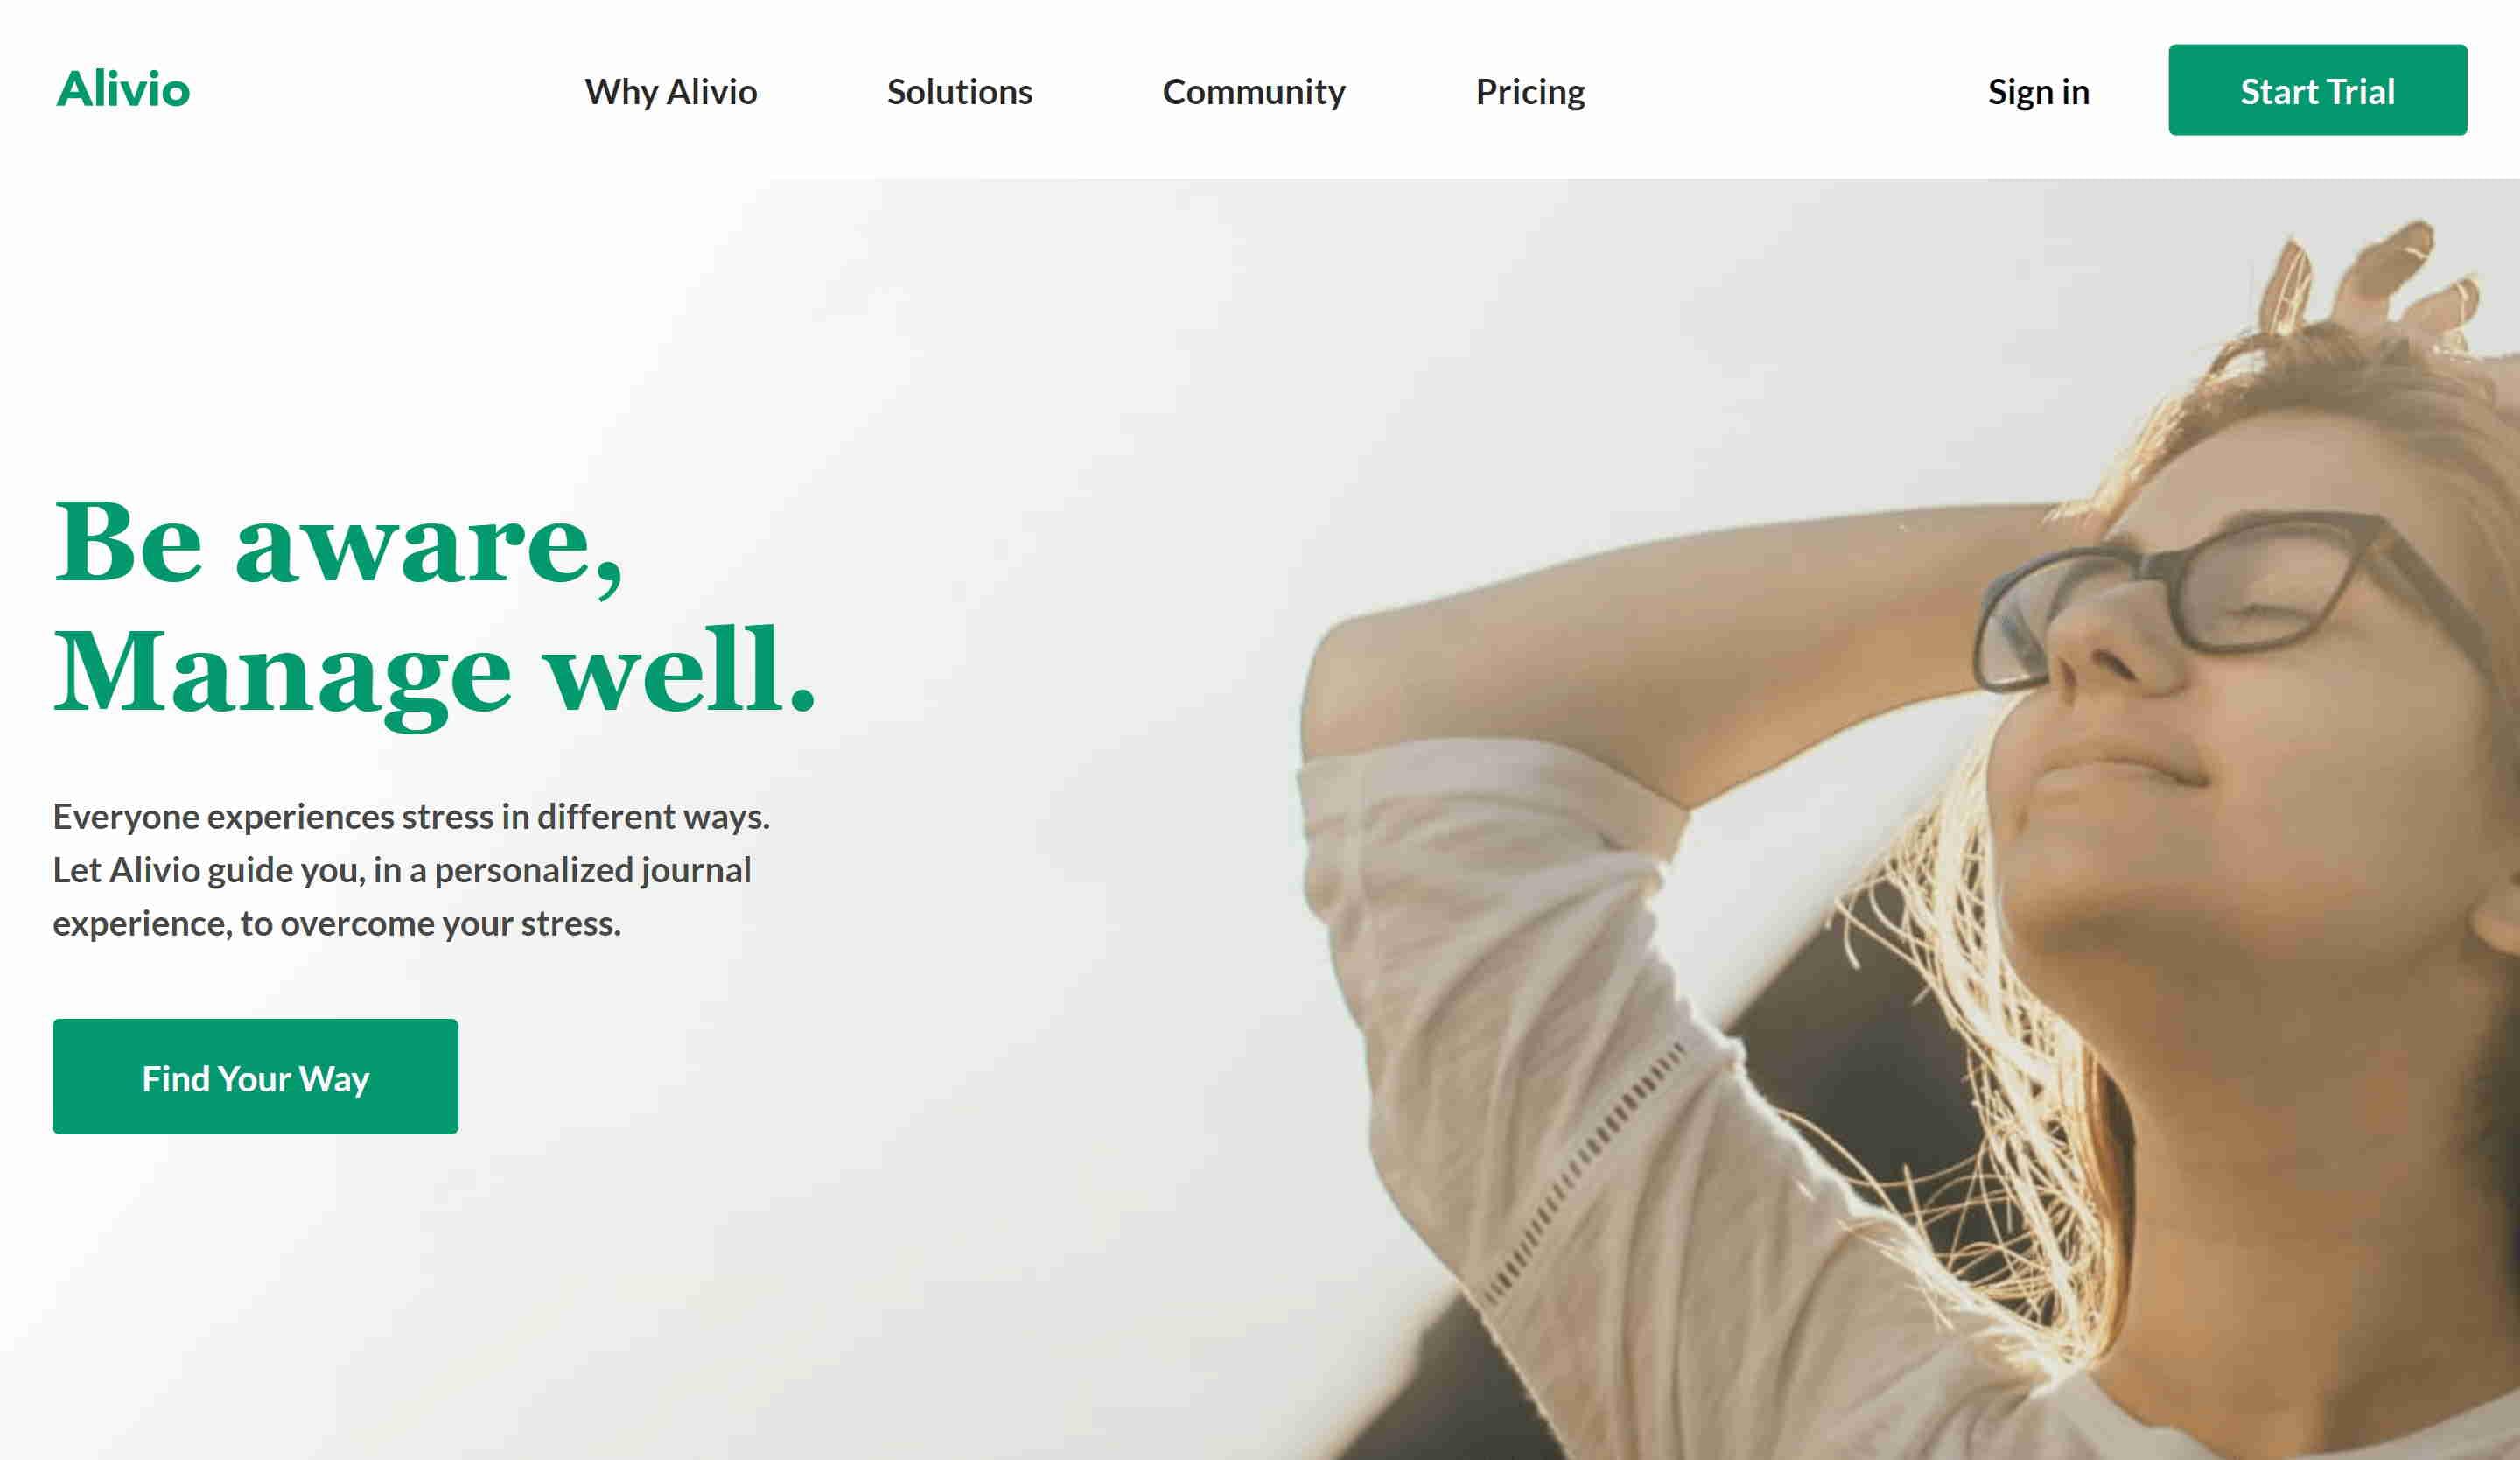 Alivio
Why Alivio
Solutions
Community
Pricing
Sign in
Start Trial
Be aware,
Manage well.
Everyone experiences stress in different ways.
Let Alivio guide you, in a personalized journal
experience, to overcome your stress.
Find Your Way